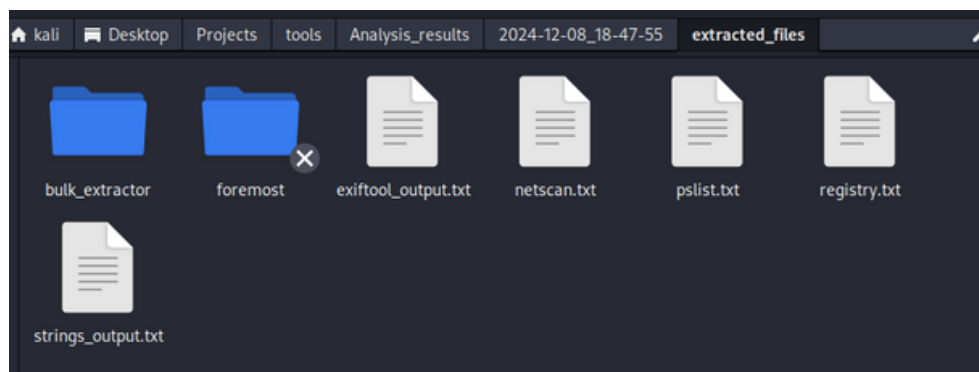 kali Desktop Projects tools Analysis_results 2024-12-08_18-47-55 extracted_files
bulk_extractor foremost exiftool_output.txt netscan.txt pslist.txt registry.txt
strings_output.txt